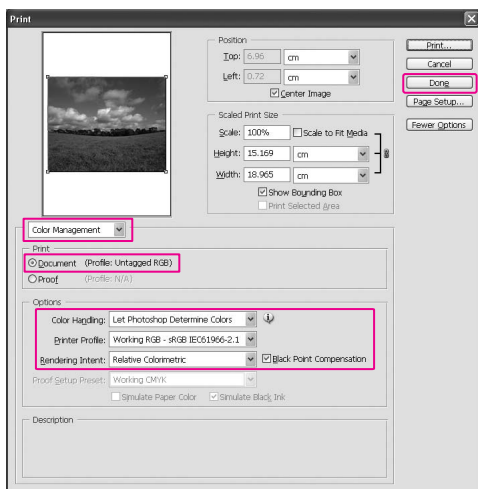 Print
Position
Top: 6.96 cm
Left: 0.72 cm
Center Image
Scaled Print Size
Scale: 100% Scale to Fit Media
Height: 15.169 cm
Width: 18.965 cm
Show Bounding Box
Print Selected Area
Print...
Cancel
Done
Page Setup...
Fewer Options
Color Management
Print
Document (Profile: Untagged RGB)
Proof (Profile: N/A)
Options
Color Handling: Let Photoshop Determine Colors
Printer Profile: Working RGB - sRGB IEC61966-2.1
Rendering Intent: Relative Colorimetric Black Point Compensation
Proof Setup Preset: Working CMYK
Simulate Paper Color Simulate Black Ink
Description